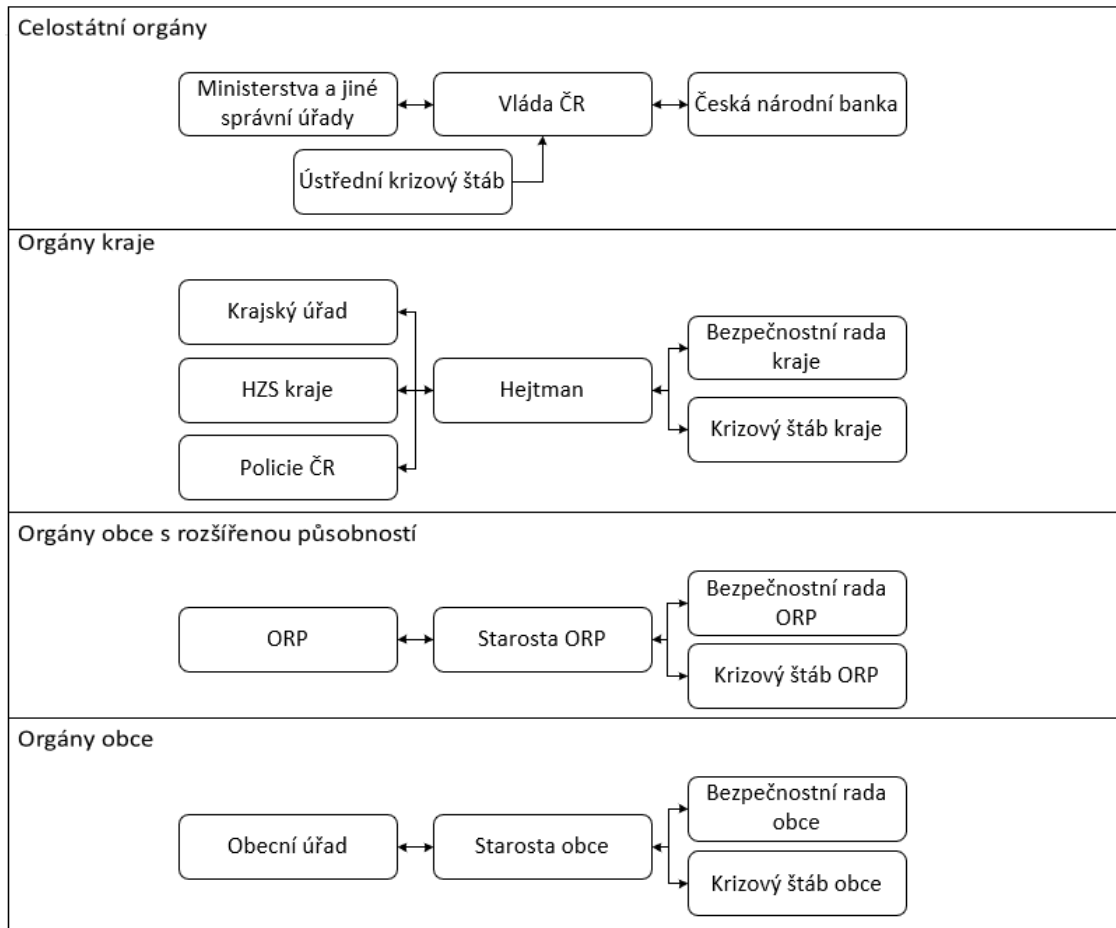 Celostátní orgány
Ministerstva a jiné
správní úřady
Vláda ČR
Česká národní banka
Ústřední krizový štáb
Orgány kraje
Krajský úřad
HZS kraje
Policie ČR
Hejtman
Bezpečnostní rada
kraje
Krizový štáb kraje
Orgány obce s rozšířenou působností
ORP
Starosta ORP
Bezpečnostní rada
ORP
Krizový štáb ORP
Orgány obce
Obecní úřad
Starosta obce
Bezpečnostní rada
obce
Krizový štáb obce